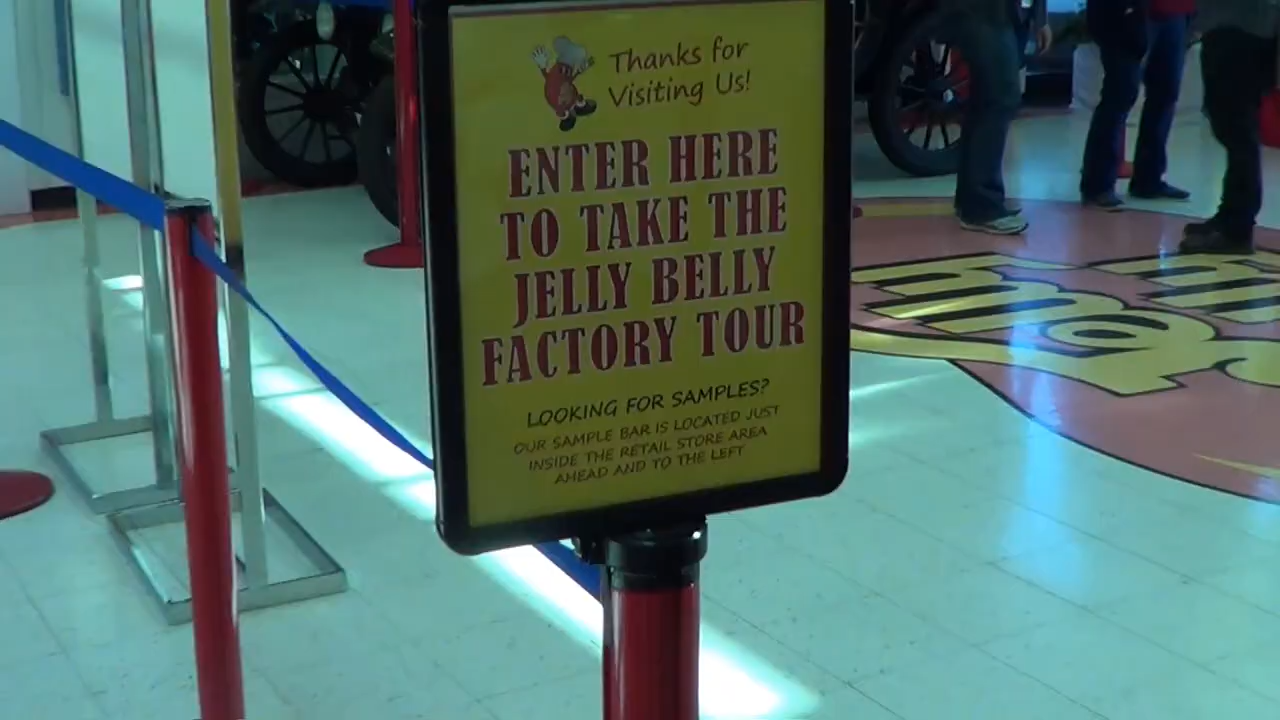 Thanks for
Visiting Us!
ENTER HERE
TO TAKE THE
JELLY BELLY
FACTORY TOUR
LOOKING FOR SAMPLES?
OUR SAMPLE BAR IS LOCATED JUST
INSIDE THE RETAIL STORE AREA
AHEAD AND TO THE LEFT